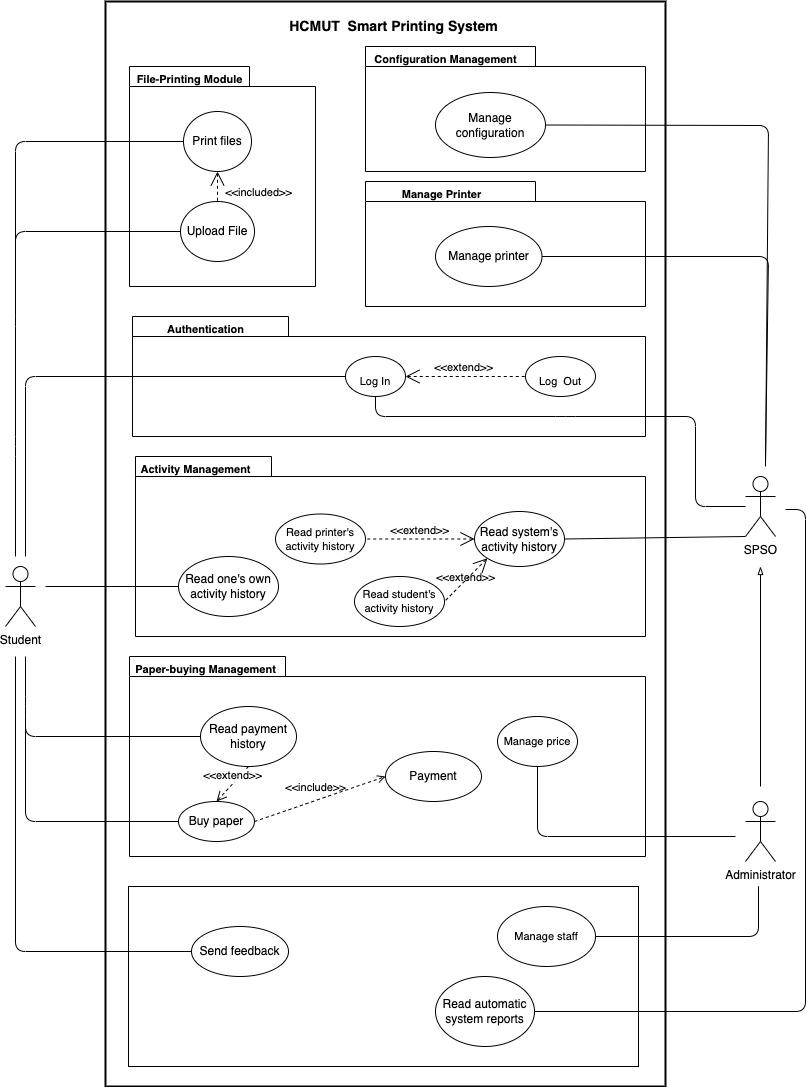 HCMUT Smart Printing System
File-Printing Module
Print files
<<included>>
Upload File
Configuration Management
Manage
configuration
Manage Printer
Manage printer
Authentication
Log In
<<extend>>
Log Out
Activity Management
Read printer's
activity history
<<extend>>
Read system's
activity history
Read one's own
activity history
<<extend>>
Read student's
activity history
Student
SPSO
Paper-buying Management
Read payment
history
<<extend>>
Buy paper
<<include>>
Payment
Manage price
Administrator
Send feedback
Manage staff
Read automatic
system reports